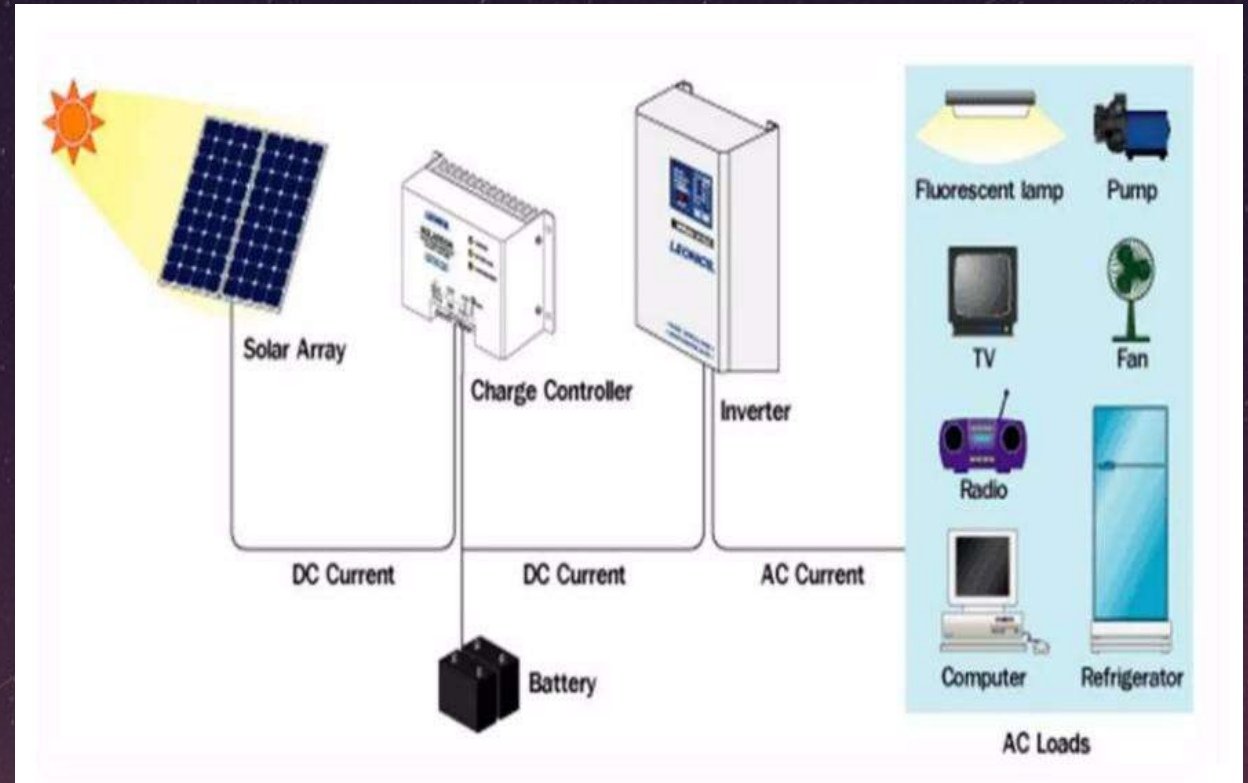 Solar Array
Charge Controller
Inverter
DC Current
DC Current
AC Current
Battery
LEONICS
Fluorescent lamp
Pump
TV
Fan
Radio
Computer
Refrigerator
AC Loads